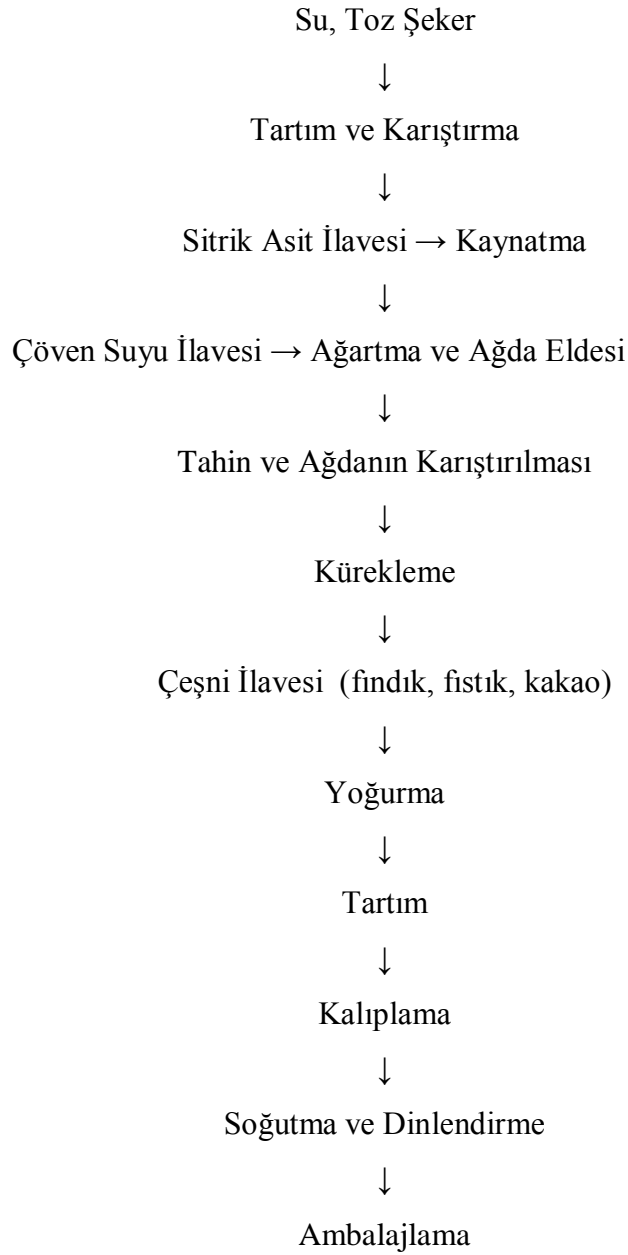 Su, Toz Şeker
↓
Tartım ve Karıştırma
↓
Sitrik Asit İlavesi → Kaynatma
↓
Çöven Suyu İlavesi → Ağartma ve Ağda Eldesi
↓
Tahin ve Ağdanın Karıştırılması
↓
Kürekleme
↓
Çeşni İlavesi (fındık, fıstık, kakao)
↓
Yoğurma
↓
Tartım
↓
Kalıplama
↓
Soğutma ve Dinlendirme
↓
Ambalajlama